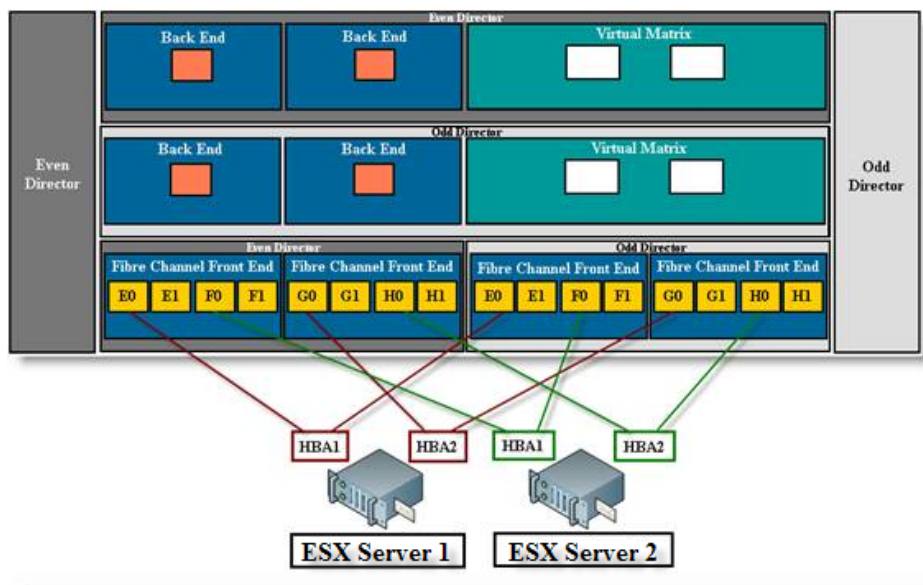 Even Director
Back End
Back End
Virtual Matrix
Odd Director
Back End
Back End
Virtual Matrix
Even
Director
Odd
Director
Even Director
Odd Director
Fibre Channel Front End
Fibre Channel Front End
Fibre Channel Front End
Fibre Channel Front End
E0 E1 F0 F1 G0 G1 H0 H1 E0 E1 F0 F1 G0 G1 H0 H1
HBA1 HBA2 HBA1 HBA2
ESX Server 1 ESX Server 2